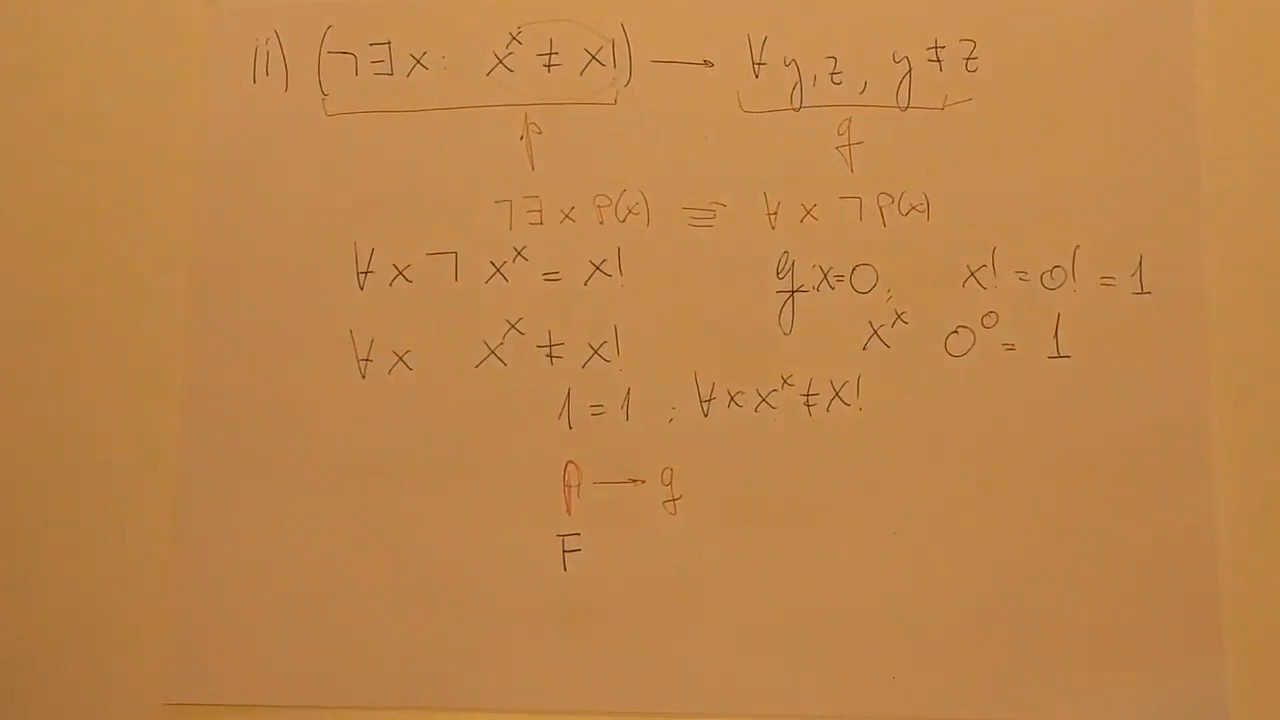 ii) (¬∃x: x^x ≠ x!) → ∀y,z, y≠z
p q
¬∃x P(x) ≡ ∀x ¬P(x)
∀x ¬ x^x = x! y: x=0, x! = 0! = 1
∀x x^x ≠ x! x^x 0^0 = 1
1 = 1 ; ∀x x^x ≠ x!
p → q
F